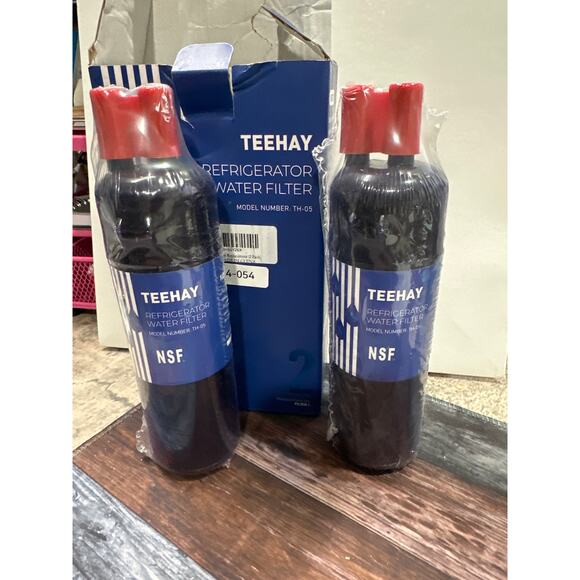 TEEHAY
REFRIGERATOR
WATER FILTER
MODEL NUMBER: TH-05
4-054
2
TEEHAY
REFRIGERATOR
WATER FILTER
MODEL NUMBER: TH-05
NSF
TEEHAY
REFRIGERATOR
WATER FILTER
MODEL NUMBER: TH-05
NSF